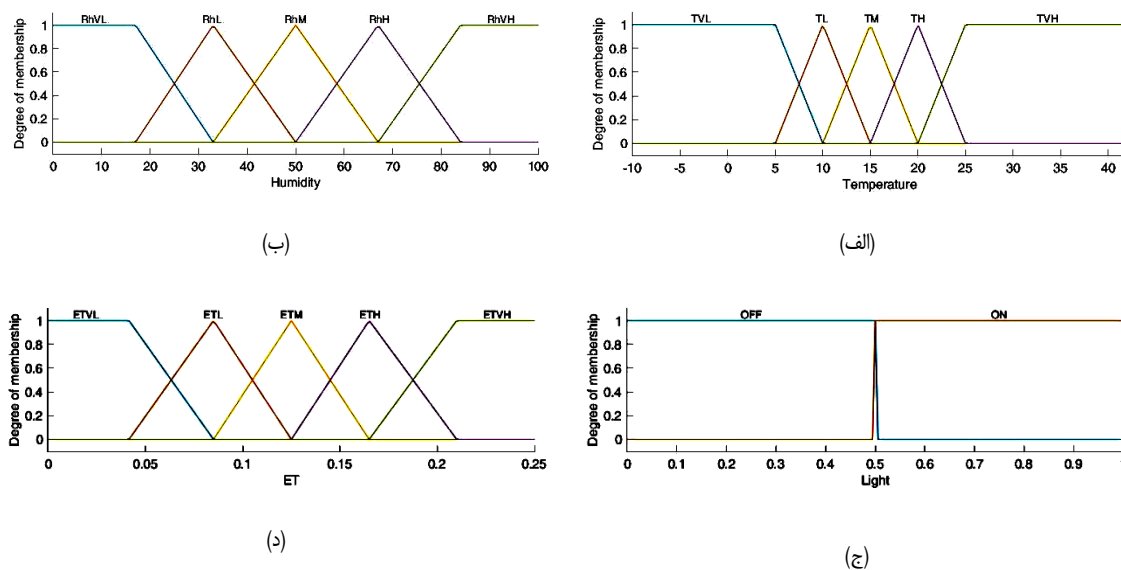 RhVL RhL RhM RhH RhVH
Degree of membership
1
0.8
0.6
0.4
0.2
0
0 10 20 30 40 50 60 70 80 90 100
Humidity
(ب)
TVL TL TM TH TVH
Degree of membership
1
0.8
0.6
0.4
0.2
0
-10 -5 0 5 10 15 20 25 30 35 40
Temperature
(الف)
ETVL ETL ETM ETH ETVH
Degree of membership
1
0.8
0.6
0.4
0.2
0
0 0.05 0.1 0.15 0.2 0.25
ET
(د)
OFF ON
Degree of membership
1
0.8
0.6
0.4
0.2
0
0 0.1 0.2 0.3 0.4 0.5 0.6 0.7 0.8 0.9 1
Light
(ج)